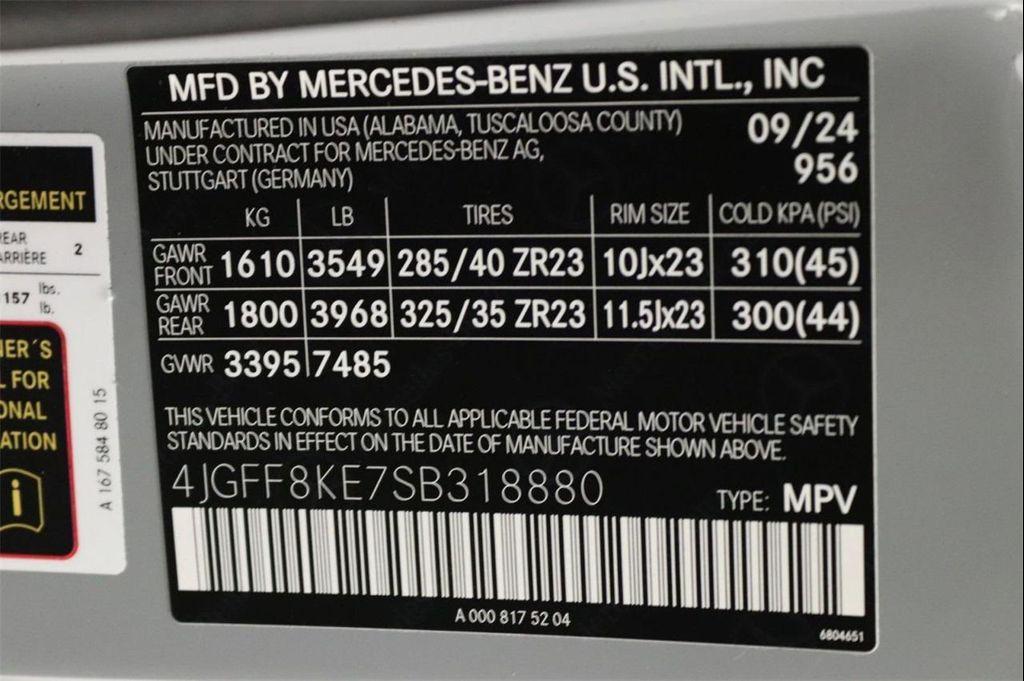 MFD BY MERCEDES-BENZ U.S. INTL., INC
MANUFACTURED IN USA (ALABAMA, TUSCALOOSA COUNTY)
UNDER CONTRACT FOR MERCEDES-BENZ AG,
STUTTGART (GERMANY)
09/24
956
KG LB TIRES RIM SIZE COLD KPA (PSI)
GAWR FRONT 1610 3549 285/40 ZR23 10Jx23 310(45)
GAWR REAR 1800 3968 325/35 ZR23 11.5Jx23 300(44)
GVWR 3395 7485
THIS VEHICLE CONFORMS TO ALL APPLICABLE FEDERAL MOTOR VEHICLE SAFETY
STANDARDS IN EFFECT ON THE DATE OF MANUFACTURE SHOWN ABOVE.
4JGFF8KE7SB318880
TYPE: MPV
A 000 817 52 04
6804651
RGEMENT
EAR
ARRIÈRE 2
157 lbs.
lb.
NER´S
L FOR
ONAL
ATION
i
A 167 584 80 15